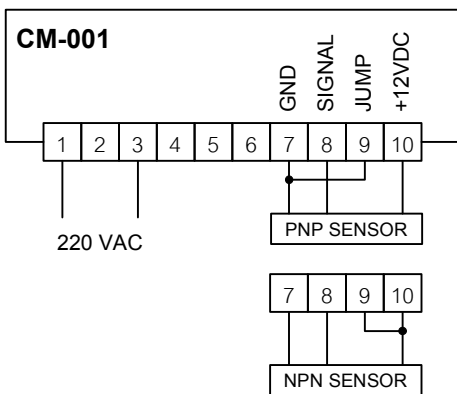 CM-001
GND SIGNAL JUMP +12VDC
1 2 3 4 5 6 7 8 9 10
220 VAC
PNP SENSOR
7 8 9 10
NPN SENSOR